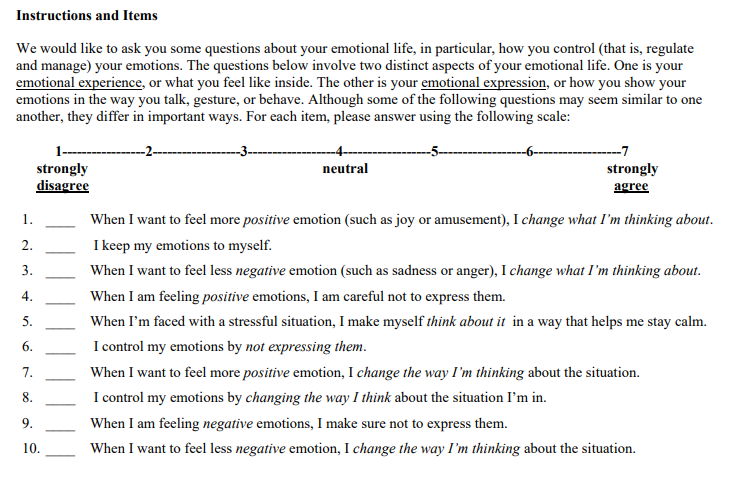 Instructions and Items
We would like to ask you some questions about your emotional life, in particular, how you control (that is, regulate
and manage) your emotions. The questions below involve two distinct aspects of your emotional life. One is your
emotional experience, or what you feel like inside. The other is your emotional expression, or how you show your
emotions in the way you talk, gesture, or behave. Although some of the following questions may seem similar to one
another, they differ in important ways. For each item, please answer using the following scale:
1------------------2------------------3------------------4------------------5------------------6------------------7
strongly neutral strongly
disagree agree
1. ____ When I want to feel more positive emotion (such as joy or amusement), I change what I’m thinking about.
2. ____ I keep my emotions to myself.
3. ____ When I want to feel less negative emotion (such as sadness or anger), I change what I’m thinking about.
4. ____ When I am feeling positive emotions, I am careful not to express them.
5. ____ When I’m faced with a stressful situation, I make myself think about it in a way that helps me stay calm.
6. ____ I control my emotions by not expressing them.
7. ____ When I want to feel more positive emotion, I change the way I’m thinking about the situation.
8. ____ I control my emotions by changing the way I think about the situation I’m in.
9. ____ When I am feeling negative emotions, I make sure not to express them.
10. ____ When I want to feel less negative emotion, I change the way I’m thinking about the situation.